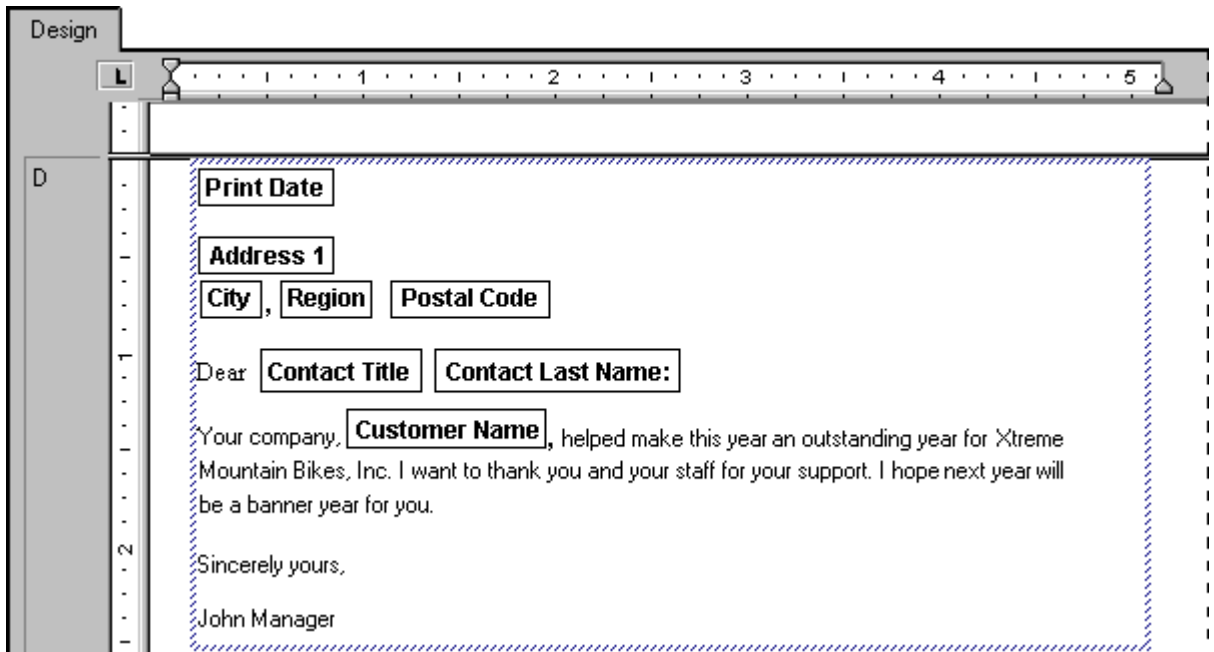 Design
L
1 2 3 4 5
D
Print Date
Address 1
City , Region Postal Code
1
Dear Contact Title Contact Last Name:
Your company, Customer Name , helped make this year an outstanding year for Xtreme
Mountain Bikes, Inc. I want to thank you and your staff for your support. I hope next year will
be a banner year for you.
2
Sincerely yours,
John Manager